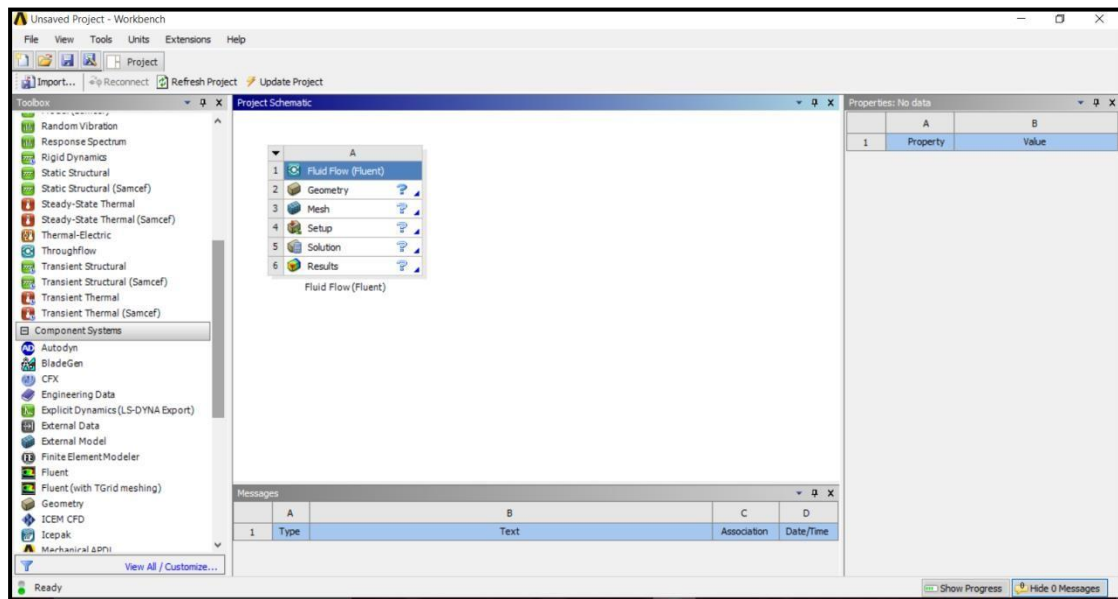 Unsaved Project - Workbench
File View Tools Units Extensions Help
Project
Import... Reconnect Refresh Project Update Project
Toolbox
Random Vibration
Response Spectrum
Rigid Dynamics
Static Structural
Static Structural (Samcef)
Steady-State Thermal
Steady-State Thermal (Samcef)
Thermal-Electric
Throughflow
Transient Structural
Transient Structural (Samcef)
Transient Thermal
Transient Thermal (Samcef)
Component Systems
Autodyn
BladeGen
CFX
Engineering Data
Explicit Dynamics (LS-DYNA Export)
External Data
External Model
Finite Element Modeler
Fluent
Fluent (with TGrid meshing)
Geometry
ICEM CFD
Icepak
Mechanical APDL
View All / Customize...
Project Schematic
A
1 Fluid Flow (Fluent)
2 Geometry
3 Mesh
4 Setup
5 Solution
6 Results
Fluid Flow (Fluent)
Messages
A B C D
1 Type Text Association Date/Time
Properties: No data
A B
1 Property Value
Ready
Show Progress Hide 0 Messages